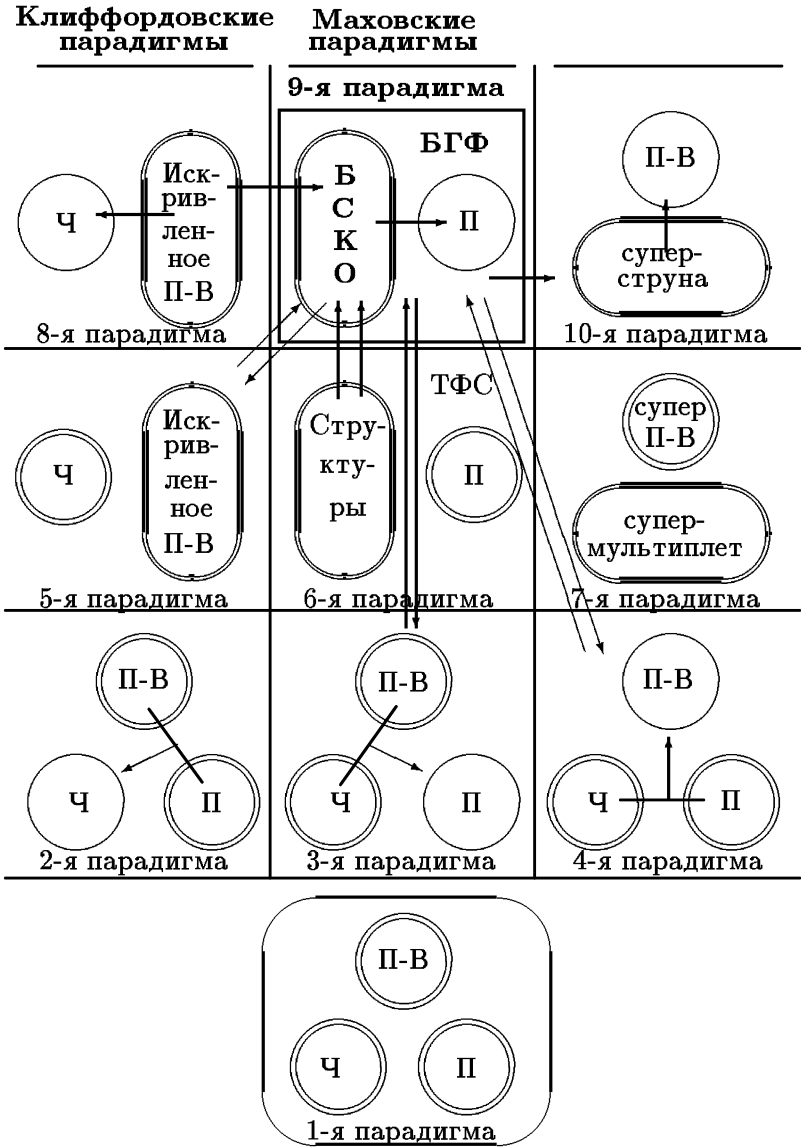 Клиффордовские
парадигмы
Маховские
парадигмы
9-я парадигма
Ч
Иск-
рив-
лен-
ное
П-В
8-я парадигма
БГФ
Б
С
К
О
П
П-В
супер-
струна
10-я парадигма
Ч
Иск-
рив-
лен-
ное
П-В
5-я парадигма
ТФС
Стру-
кту-
ры
П
6-я парадигма
супер
П-В
супер-
мультиплет
7-я парадигма
П-В
Ч
П
2-я парадигма
П-В
Ч
П
3-я парадигма
П-В
Ч
П
4-я парадигма
П-В
Ч
П
1-я парадигма